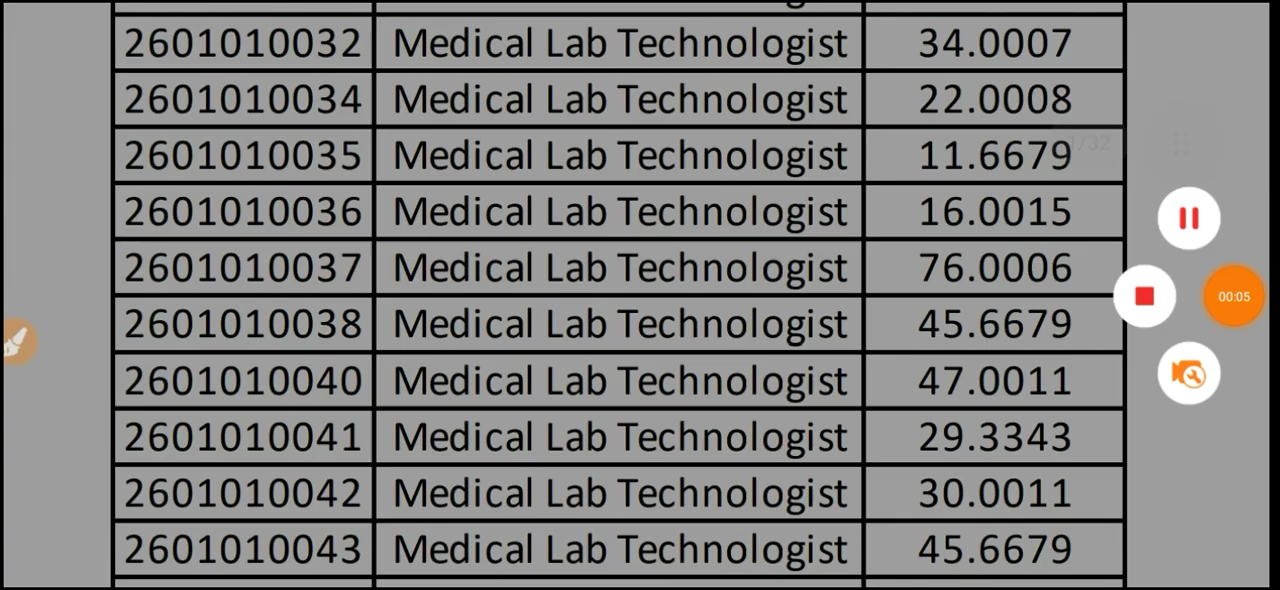 2601010032 Medical Lab Technologist 34.0007
2601010034 Medical Lab Technologist 22.0008
2601010035 Medical Lab Technologist 11.6679
/32
2601010036 Medical Lab Technologist 16.0015
2601010037 Medical Lab Technologist 76.0006
00:05
2601010038 Medical Lab Technologist 45.6679
2601010040 Medical Lab Technologist 47.0011
2601010041 Medical Lab Technologist 29.3343
2601010042 Medical Lab Technologist 30.0011
2601010043 Medical Lab Technologist 45.6679